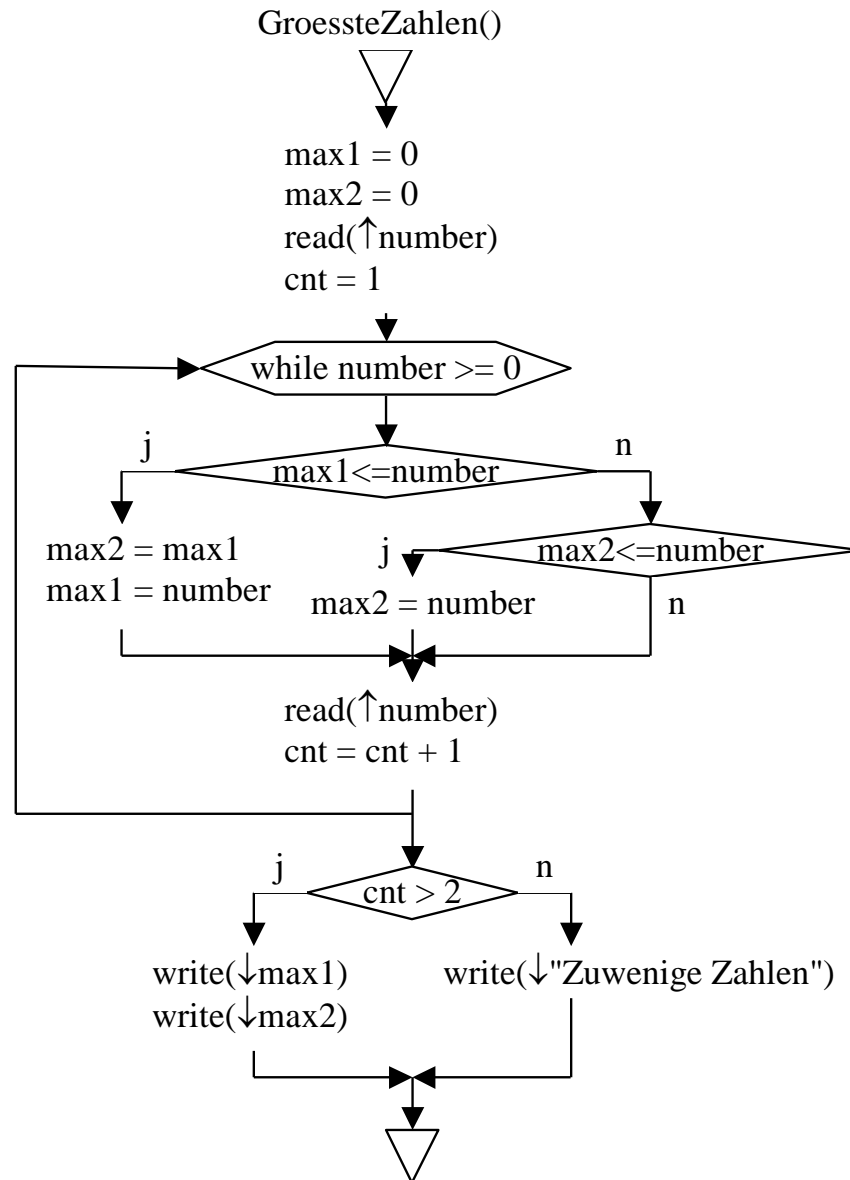 GroessteZahlen()
max1 = 0
max2 = 0
read(↑number)
cnt = 1
while number >= 0
j
max1<=number
n
max2 = max1
max1 = number
j
max2<=number
max2 = number
n
read(↑number)
cnt = cnt + 1
j
cnt > 2
n
write(↓max1)
write(↓max2)
write(↓"Zuwenige Zahlen")